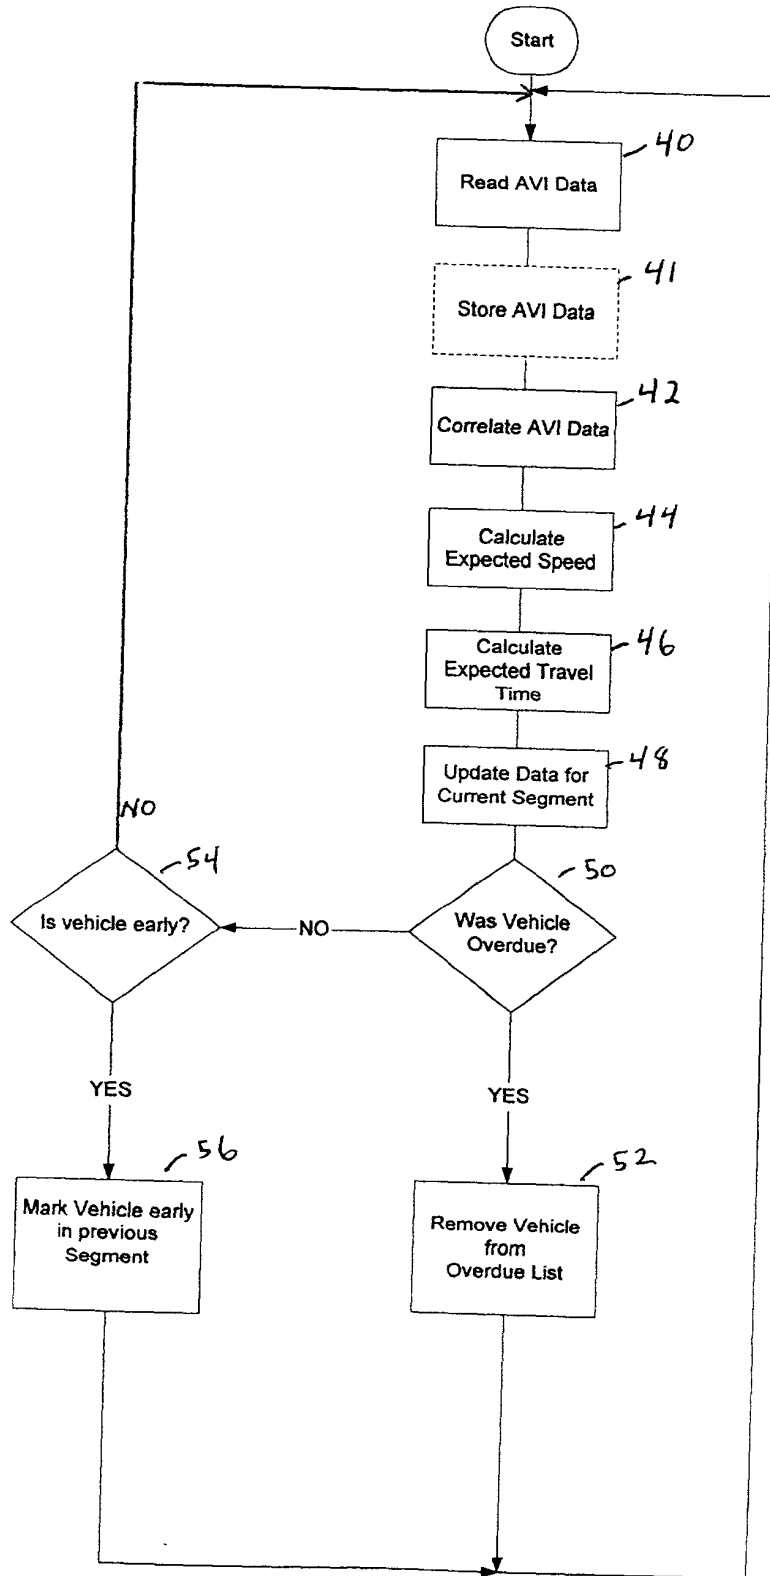 Start
40
Read AVI Data
41
Store AVI Data
42
Correlate AVI Data
44
Calculate
Expected Speed
46
Calculate
Expected Travel
Time
48
Update Data for
Current Segment
NO
54
50
Is vehicle early?
NO
Was Vehicle
Overdue?
YES
YES
56
52
Mark Vehicle early
in previous
Segment
Remove Vehicle
from
Overdue List